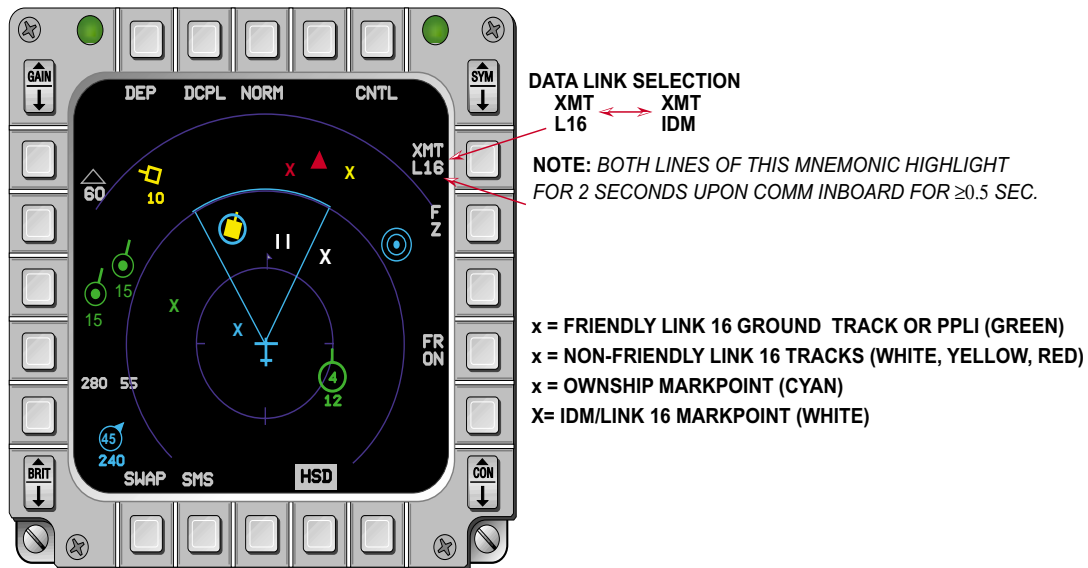 GAIN
SYM
DEP DCPL NORM CNTL
DATA LINK SELECTION
XMT XMT
L16 IDM
XMT
L16
NOTE: BOTH LINES OF THIS MNEMONIC HIGHLIGHT
FOR 2 SECONDS UPON COMM INBOARD FOR ≥0.5 SEC.
X X
60
10
F
Z
X
15
15
X
X
x = FRIENDLY LINK 16 GROUND TRACK OR PPLI (GREEN)
FR
ON
x = NON-FRIENDLY LINK 16 TRACKS (WHITE, YELLOW, RED)
280 55
4
12
x = OWNSHIP MARKPOINT (CYAN)
X= IDM/LINK 16 MARKPOINT (WHITE)
45
240
BRIT
CON
SWAP SMS HSD